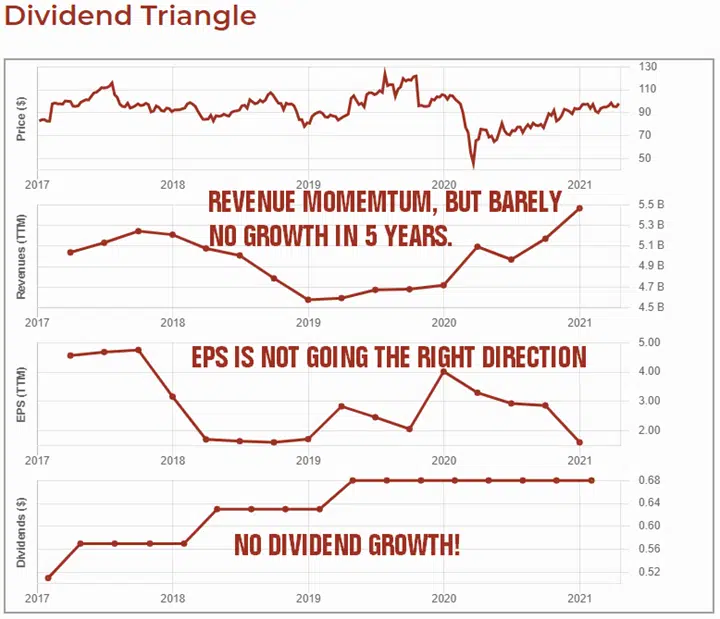 Dividend Triangle
130
110
90
70
50
Price ($)
2017 2018 2019 2020 2021
REVENUE MOMEMTUM, BUT BARELY
NO GROWTH IN 5 YEARS.
5.5 B
5.3 B
5.1 B
4.9 B
4.7 B
4.5 B
Revenues (TTM)
2017 2018 2019 2020 2021
EPS IS NOT GOING THE RIGHT DIRECTION
5.00
4.00
3.00
2.00
EPS (TTM)
2017 2018 2019 2020 2021
0.68
0.64
0.60
0.56
0.52
Dividends ($)
NO DIVIDEND GROWTH!
2017 2018 2019 2020 2021